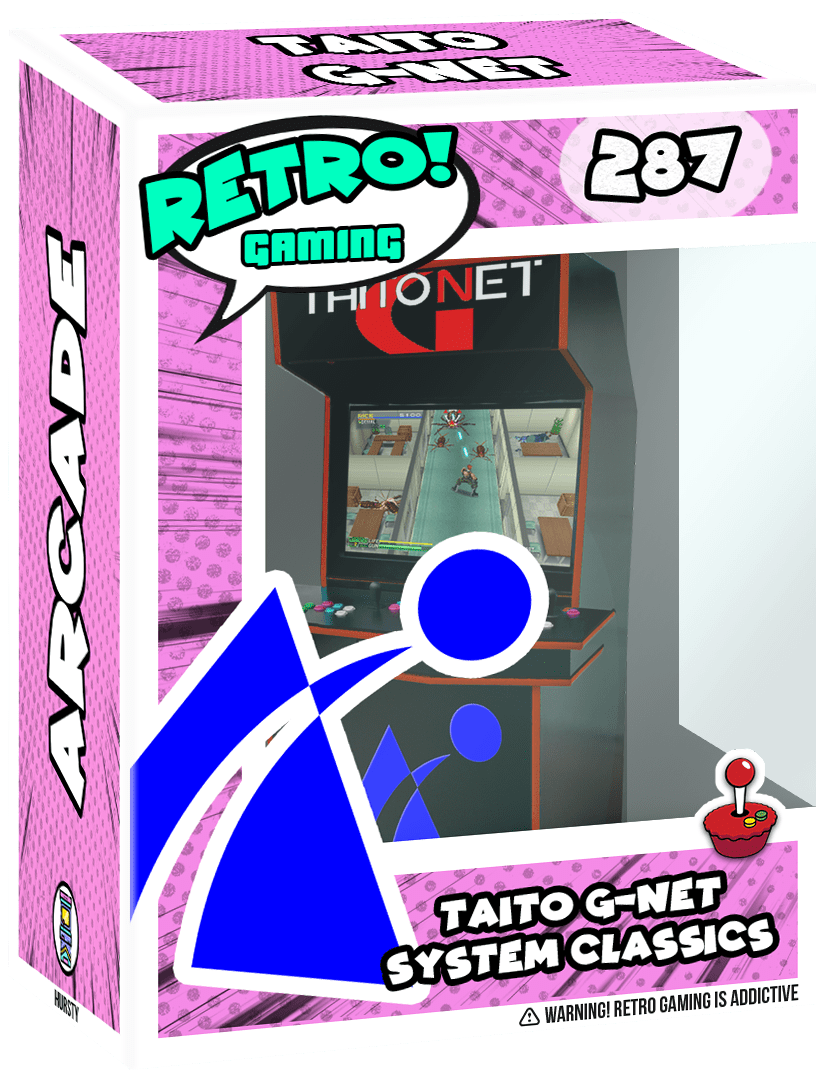 TAITO
G-NET
RETRO!
GAMING
287
TAITO NET
G
ARCADE
TAITO G-NET
SYSTEM CLASSICS
HURSTY
WARNING! RETRO GAMING IS ADDICTIVE